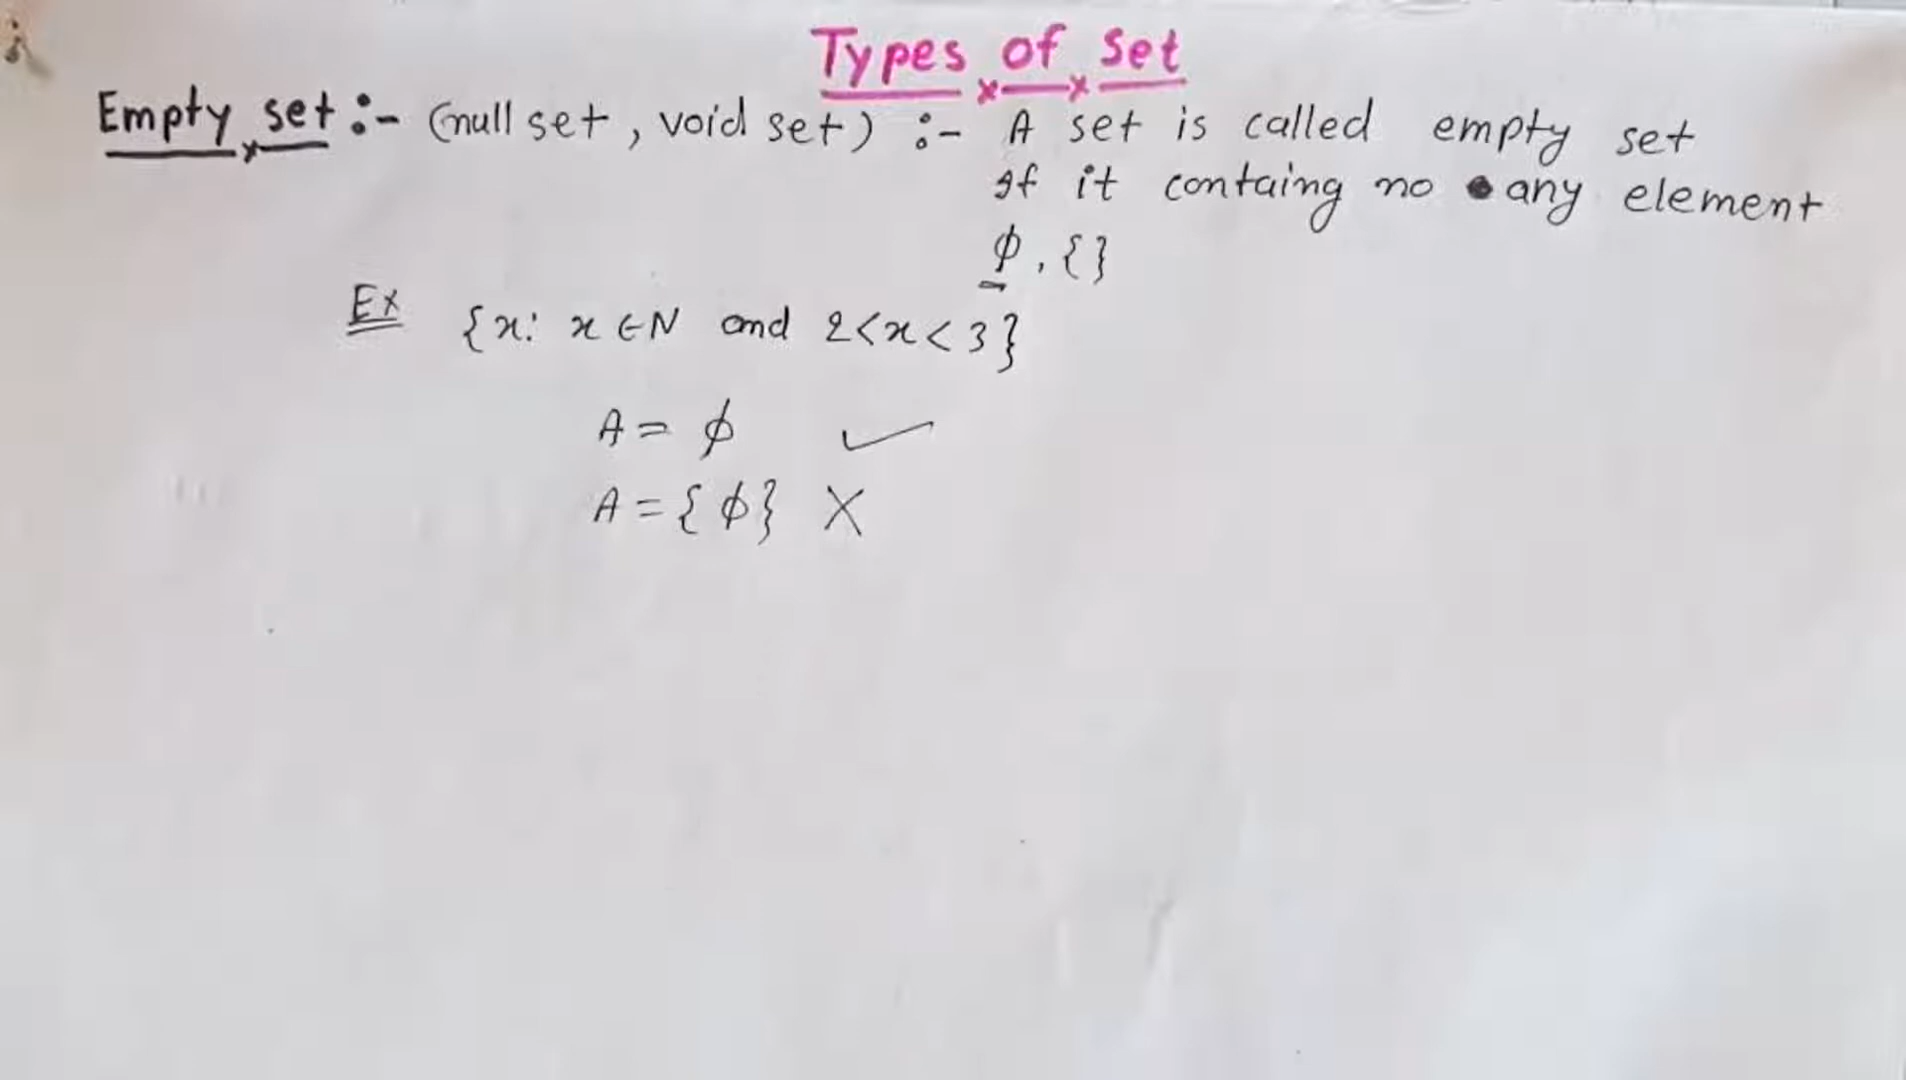 Types of Set
Empty set :- (null set, void set) :- A set is called empty set
If it containg no any element
ϕ, {}
Ex {x: x ∈ N and 2<x<3}
A = ϕ ✓
A = {ϕ} ✗